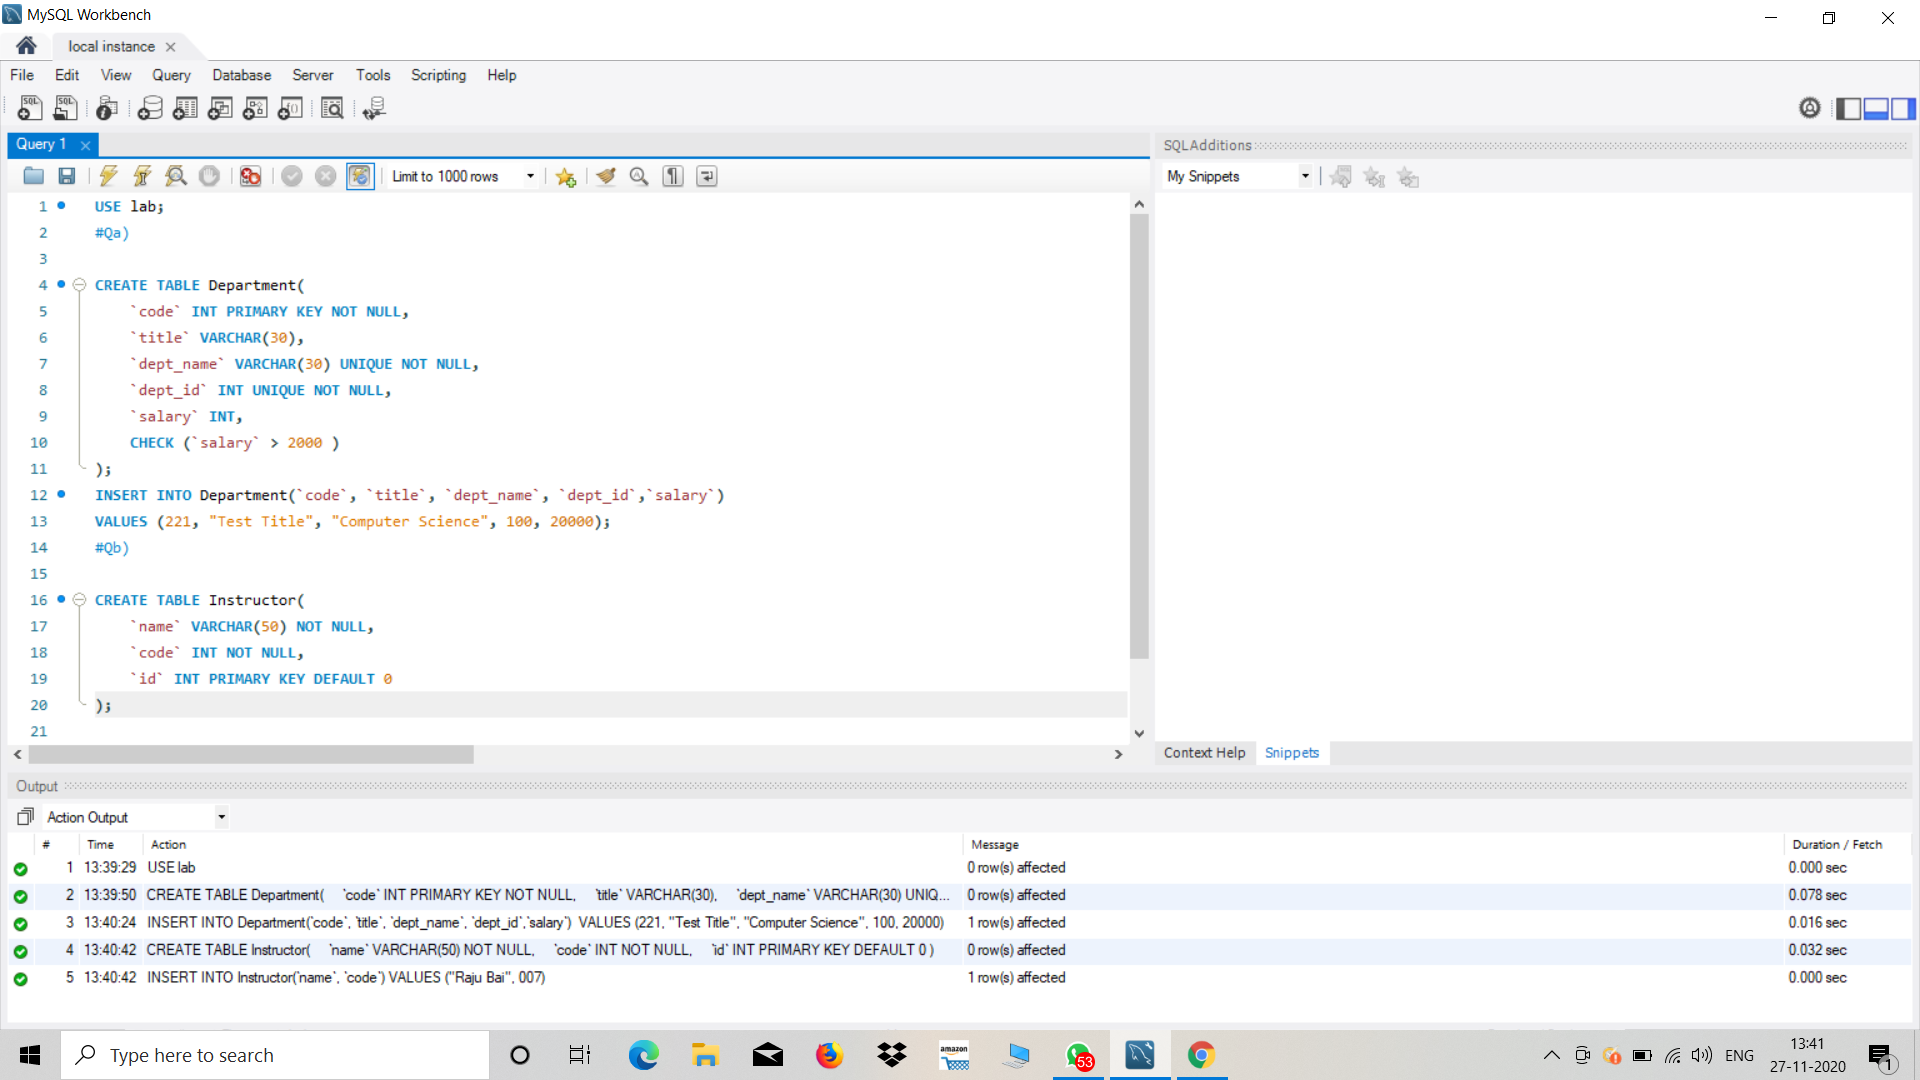 MySQL Workbench
local instance
File Edit View Query Database Server Tools Scripting Help
Query 1
SQLAdditions
Limit to 1000 rows
My Snippets
1 USE lab;
2 #Qa)
3
4 CREATE TABLE Department(
5 `code` INT PRIMARY KEY NOT NULL,
6 `title` VARCHAR(30),
7 `dept_name` VARCHAR(30) UNIQUE NOT NULL,
8 `dept_id` INT UNIQUE NOT NULL,
9 `salary` INT,
10 CHECK (`salary` > 2000 )
11 );
12 INSERT INTO Department(`code`, `title`, `dept_name`, `dept_id`,`salary`)
13 VALUES (221, "Test Title", "Computer Science", 100, 20000);
14 #Qb)
15
16 CREATE TABLE Instructor(
17 `name` VARCHAR(50) NOT NULL,
18 `code` INT NOT NULL,
19 `id` INT PRIMARY KEY DEFAULT 0
20 );
21
Context Help Snippets
Output
Action Output
# Time Action Message Duration / Fetch
1 13:39:29 USE lab 0 row(s) affected 0.000 sec
2 13:39:50 CREATE TABLE Department( `code` INT PRIMARY KEY NOT NULL, `title` VARCHAR(30), `dept_name` VARCHAR(30) UNIQ... 0 row(s) affected 0.078 sec
3 13:40:24 INSERT INTO Department(`code`, `title`, `dept_name`, `dept_id`,`salary`) VALUES (221, "Test Title", "Computer Science", 100, 20000) 1 row(s) affected 0.016 sec
4 13:40:42 CREATE TABLE Instructor( `name` VARCHAR(50) NOT NULL, `code` INT NOT NULL, `id` INT PRIMARY KEY DEFAULT 0 ) 0 row(s) affected 0.032 sec
5 13:40:42 INSERT INTO Instructor(`name`, `code`) VALUES ("Raju Bai", 007) 1 row(s) affected 0.000 sec
Type here to search
amazon
53
ENG
13:41
27-11-2020
1